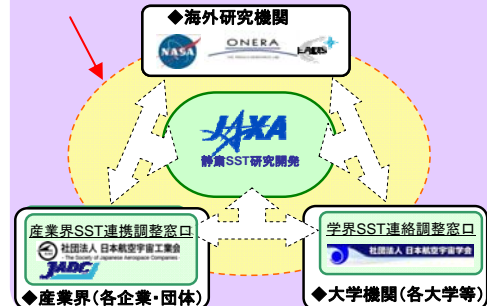 ◆海外研究機関
NASA
ONERA
JAXA
静粛SST研究開発
産業界SST連携調整窓口
社団法人 日本航空宇宙工業会
- The Society of Japanese Aerospace Companies -
JADC
◆産業界(各企業・団体)
学界SST連絡調整窓口
社団法人 日本航空宇宙学会
◆大学機関(各大学等)